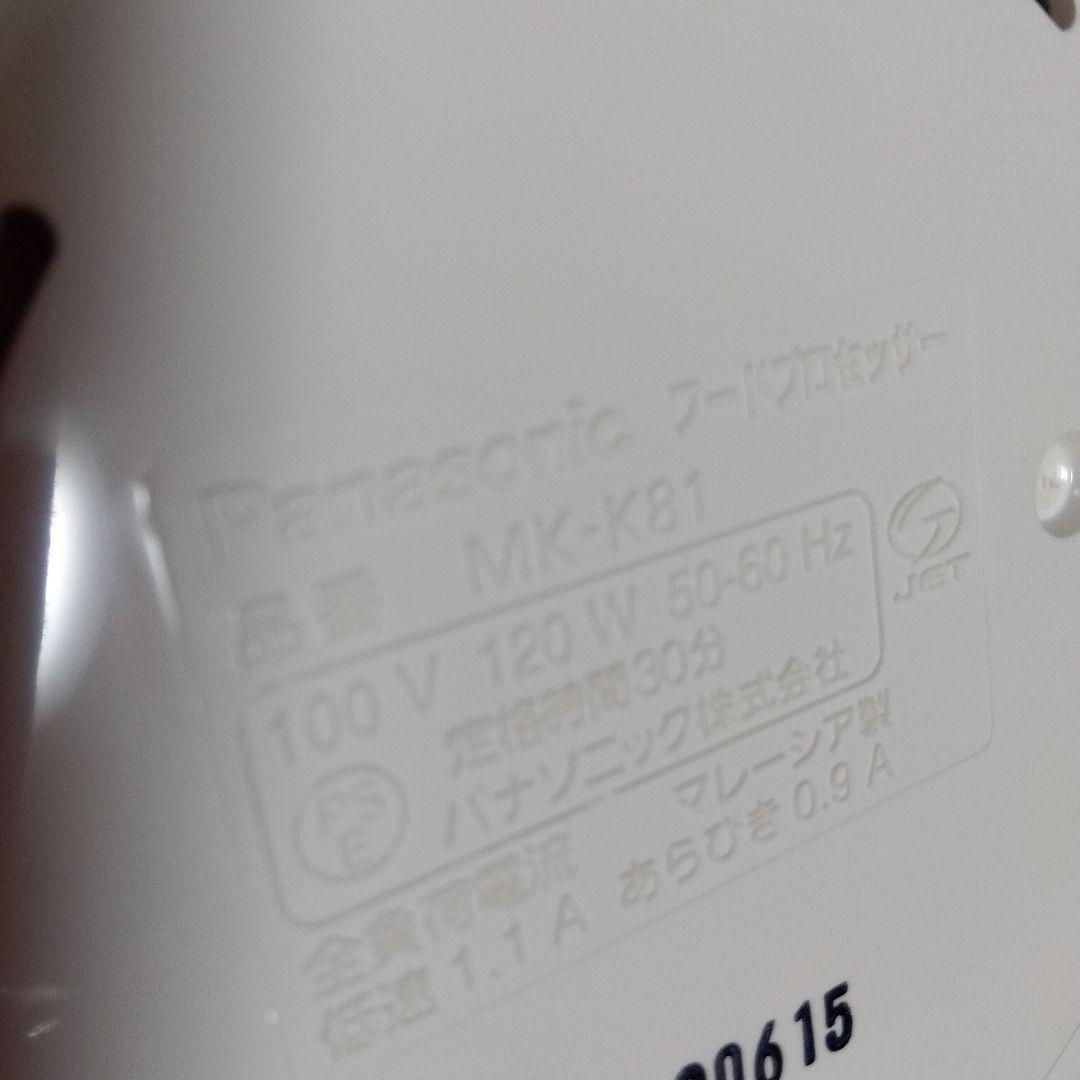 Panasonic フードプロセッサー
品番 MK-K81
100 V 120 W 50-60 Hz
定格時間30分
PS
E
パナソニック株式会社
JET
マレーシア製
全負荷電流
低速 1.1 A あらびき 0.9 A
0615